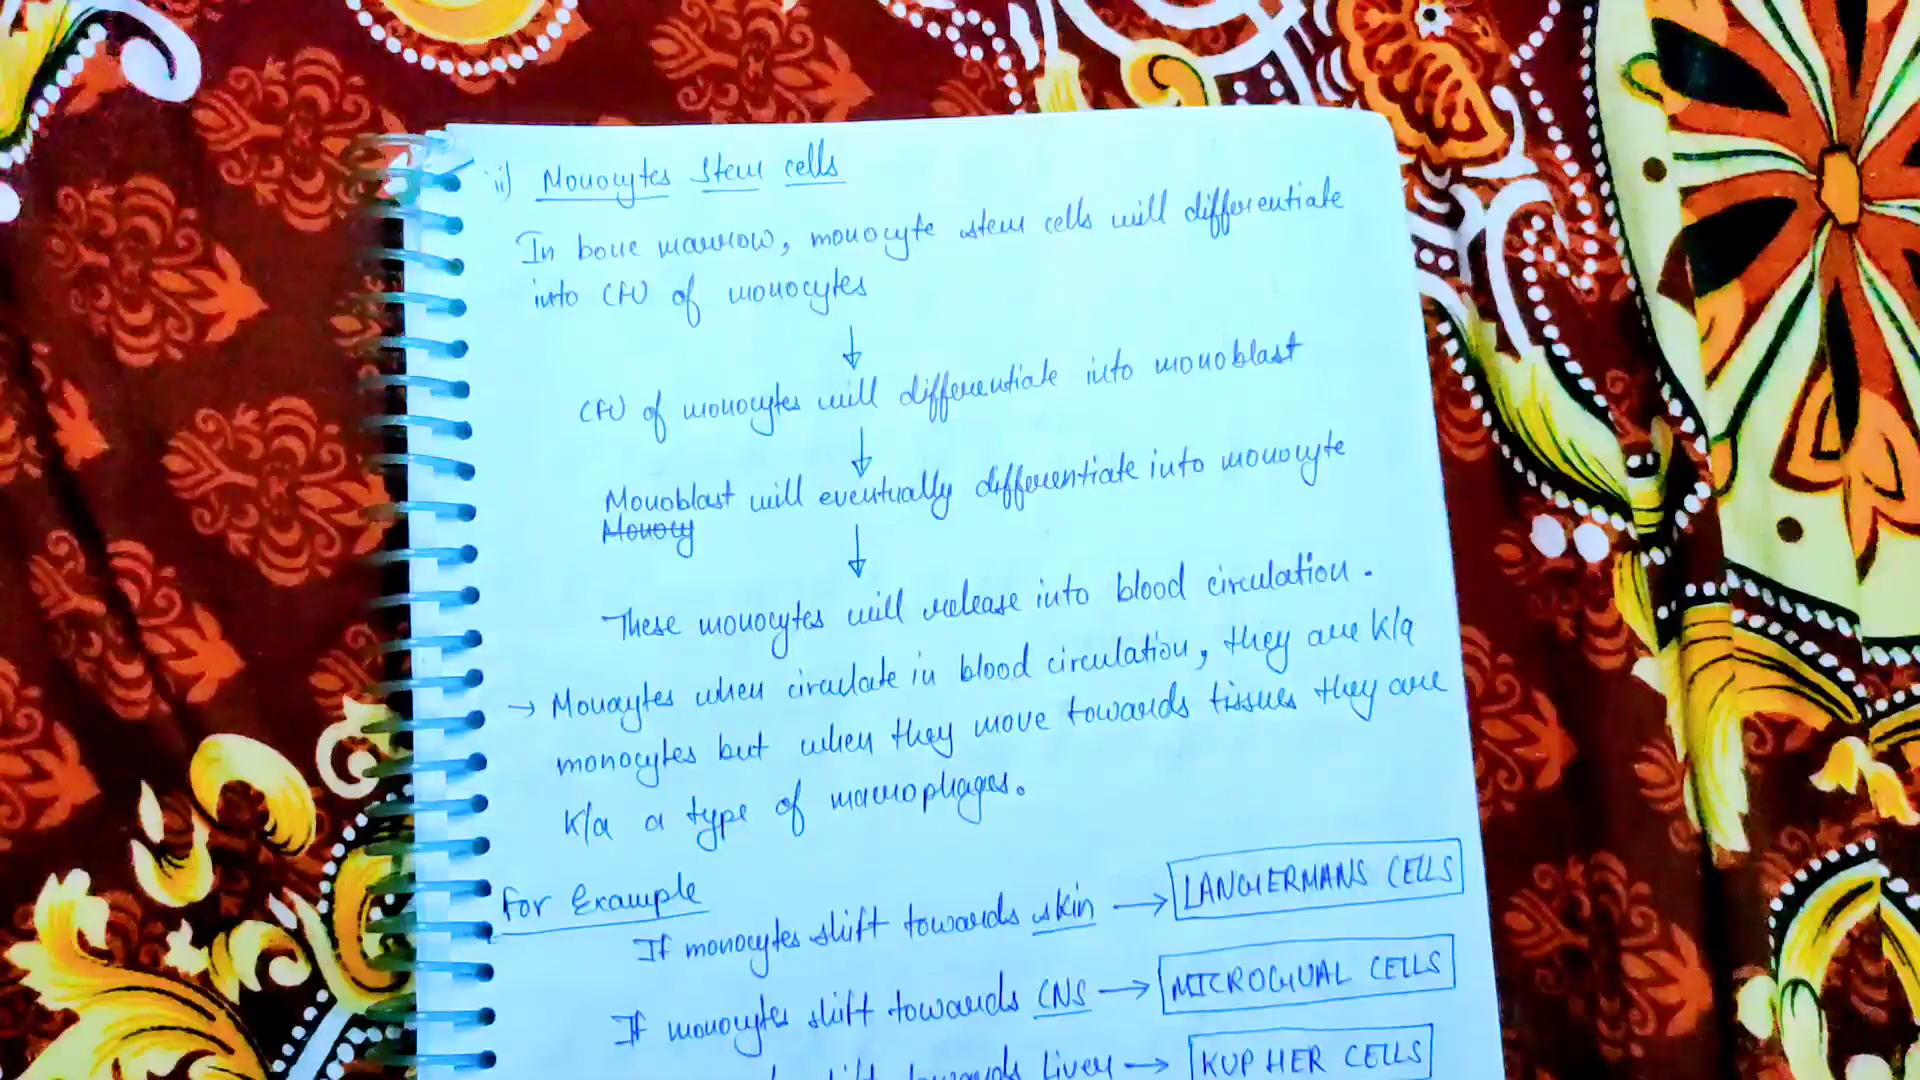 ii) Monocytes stem cells
In bone marrow, monocyte stem cells will differentiate
into CFU of monocytes
↓
CFU of monocytes will differentiate into monoblast
↓
Monoblast will eventually differentiate into monocyte
Monocy
↓
These monocytes will release into blood circulation.
→ Monocytes when circulate in blood circulation, they are k/a
monocytes but when they move towards tissues they are
k/a a type of macrophages.
For Example
If monocytes shift towards skin → LANGERMANS CELLS
If monocytes shift towards CNS → MICROGLIAL CELLS
shift towards liver → KUPHER CELLS